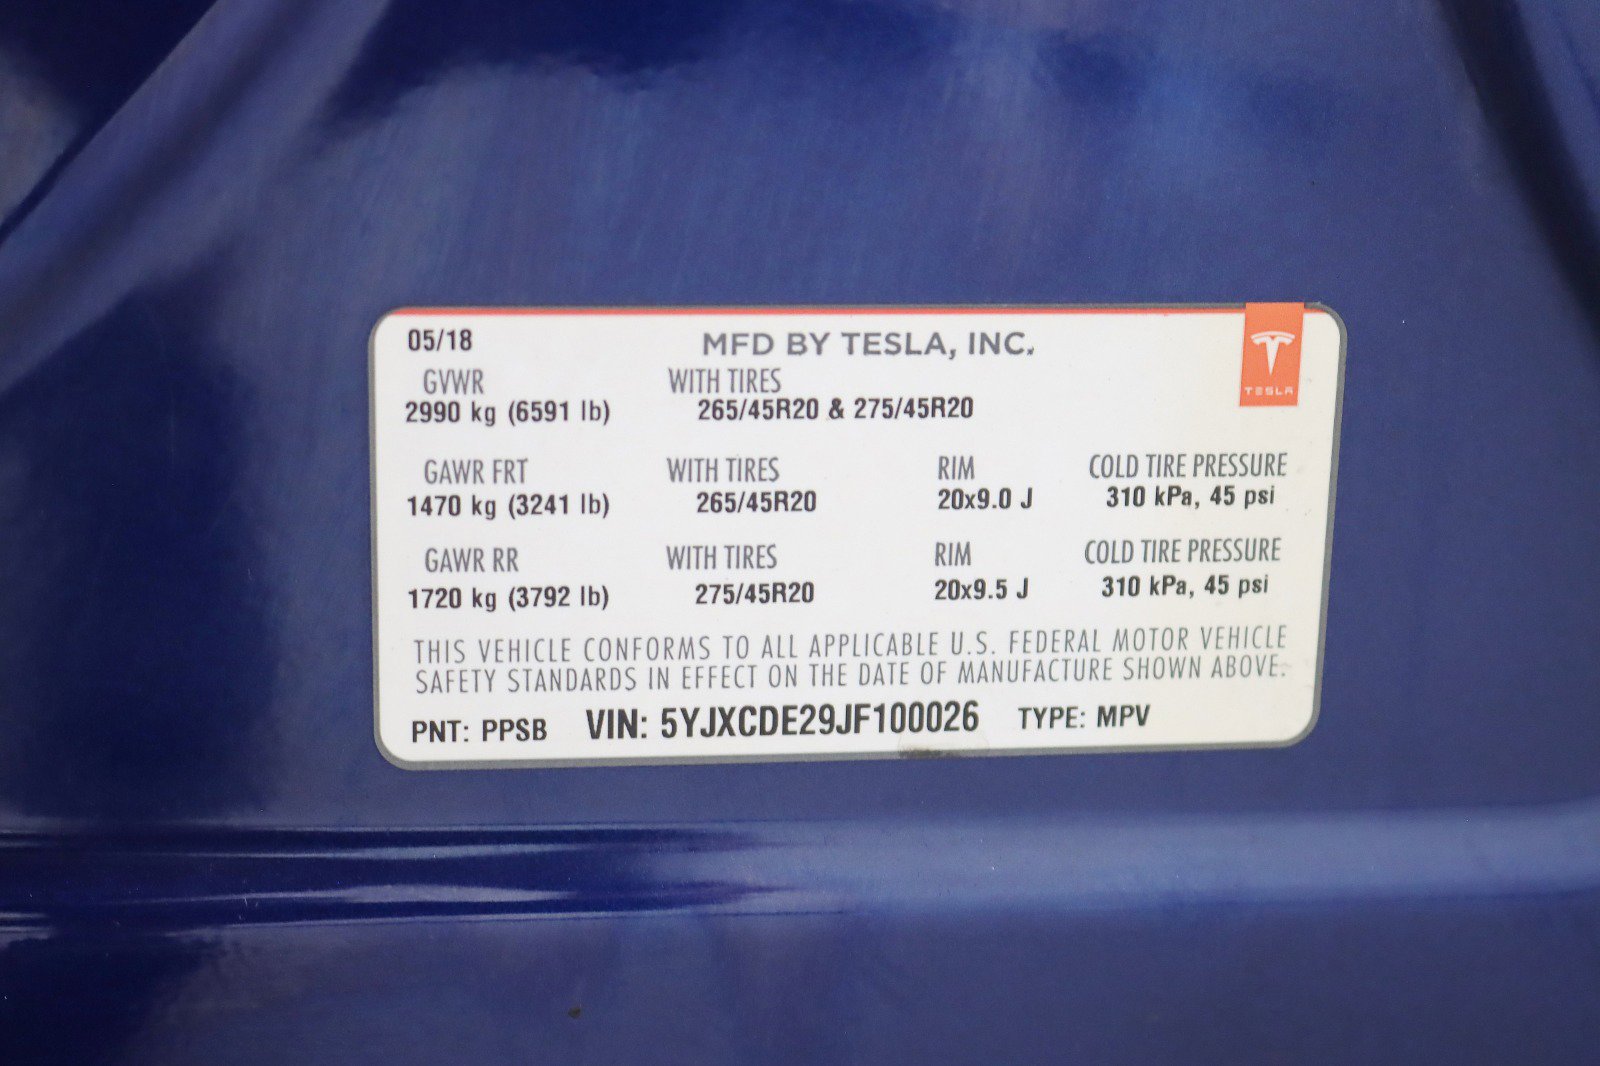 05/18 MFD BY TESLA, INC.
TESLA
GVWR WITH TIRES
2990 kg (6591 lb) 265/45R20 & 275/45R20
GAWR FRT WITH TIRES RIM COLD TIRE PRESSURE
1470 kg (3241 lb) 265/45R20 20x9.0 J 310 kPa, 45 psi
GAWR RR WITH TIRES RIM COLD TIRE PRESSURE
1720 kg (3792 lb) 275/45R20 20x9.5 J 310 kPa, 45 psi
THIS VEHICLE CONFORMS TO ALL APPLICABLE U.S. FEDERAL MOTOR VEHICLE
SAFETY STANDARDS IN EFFECT ON THE DATE OF MANUFACTURE SHOWN ABOVE.
PNT: PPSB VIN: 5YJXCDE29JF100026 TYPE: MPV